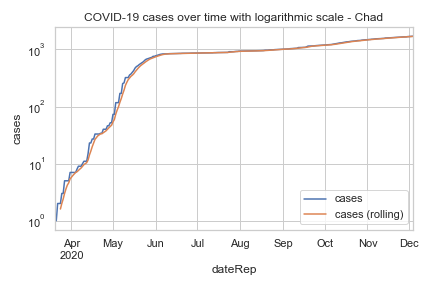 COVID-19 cases over time with logarithmic scale - Chad
10³
10²
10¹
10⁰
cases
cases
cases (rolling)
Apr May Jun Jul Aug Sep Oct Nov Dec
2020
dateRep